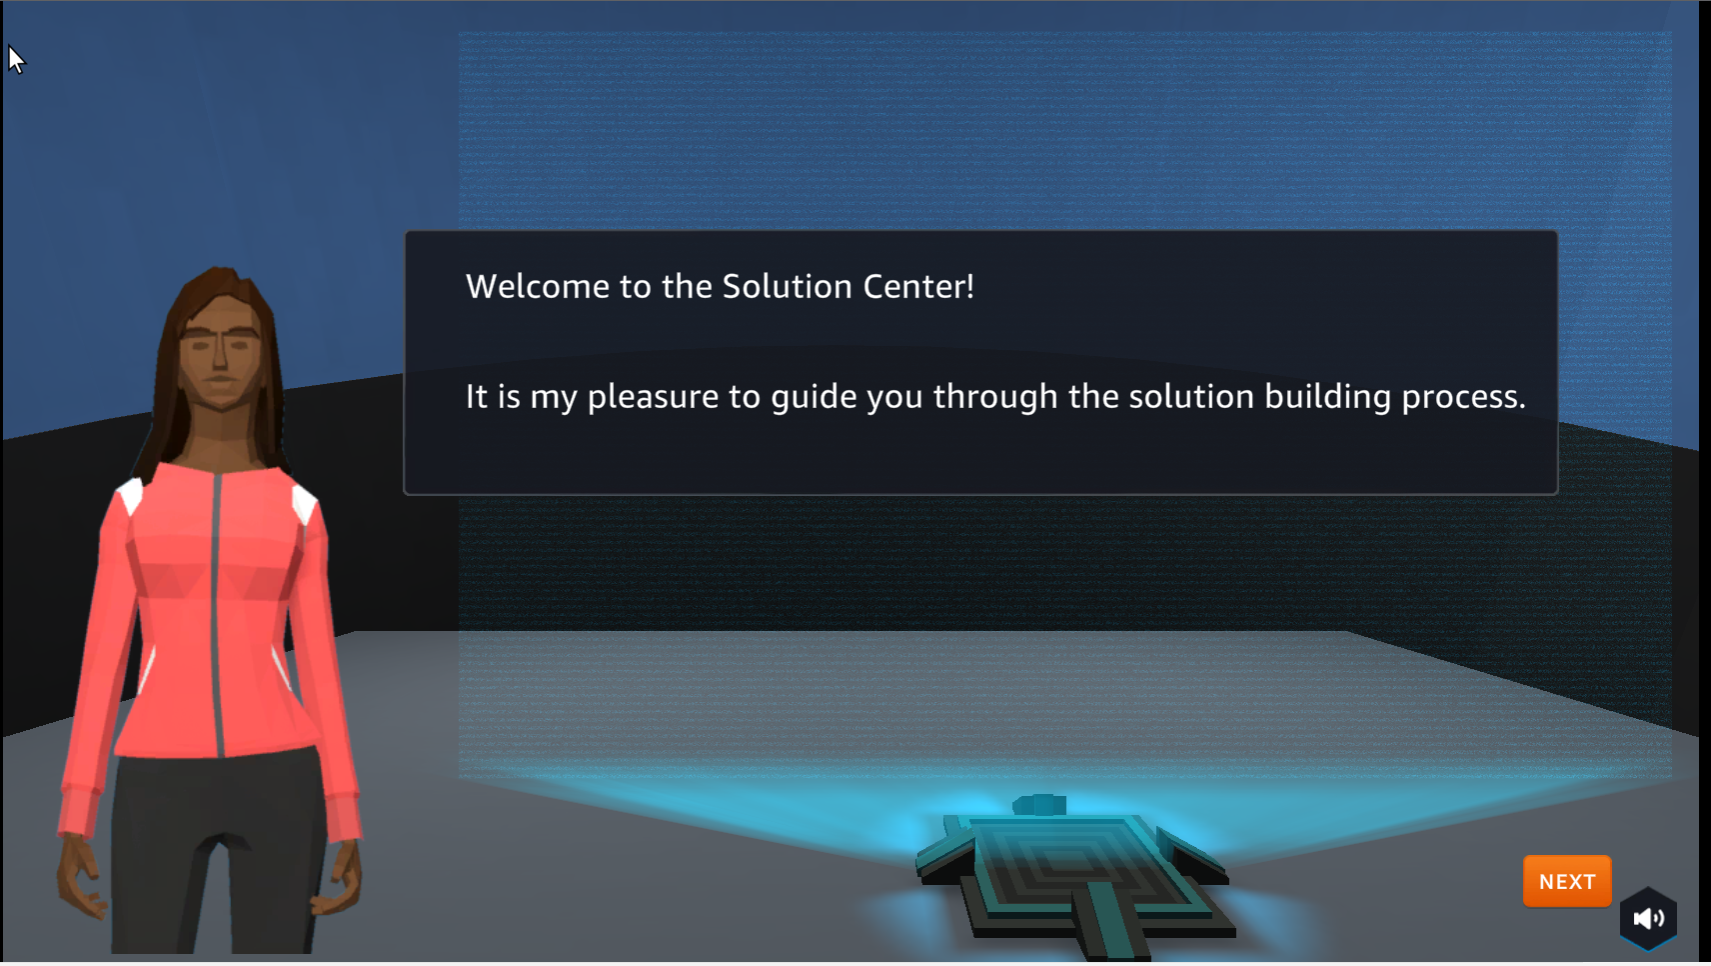 Welcome to the Solution Center!
It is my pleasure to guide you through the solution building process.
NEXT